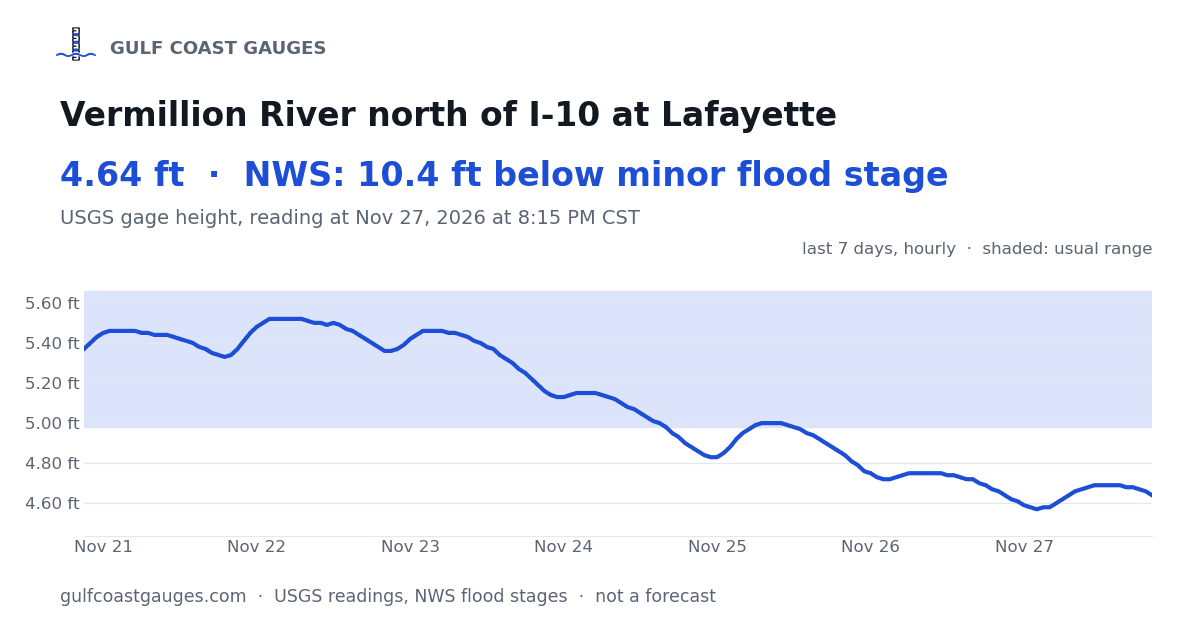 GULF COAST GAUGES
Vermillion River north of I-10 at Lafayette
4.64 ft · NWS: 10.4 ft below minor flood stage
USGS gage height, reading at Nov 27, 2026 at 8:15 PM CST
last 7 days, hourly · shaded: usual range
5.60 ft
5.40 ft
5.20 ft
5.00 ft
4.80 ft
4.60 ft
Nov 21 Nov 22 Nov 23 Nov 24 Nov 25 Nov 26 Nov 27
gulfcoastgauges.com · USGS readings, NWS flood stages · not a forecast